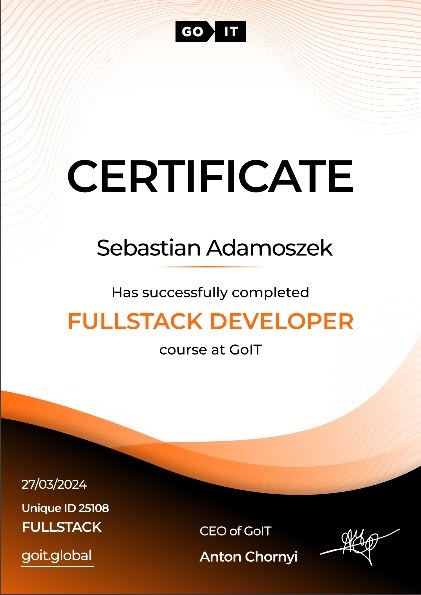 GO IT
CERTIFICATE
Sebastian Adamoszek
Has successfully completed
FULLSTACK DEVELOPER
course at GoIT
27/03/2024
Unique ID 25108
FULLSTACK
goit.global
CEO of GoIT
Anton Chornyi